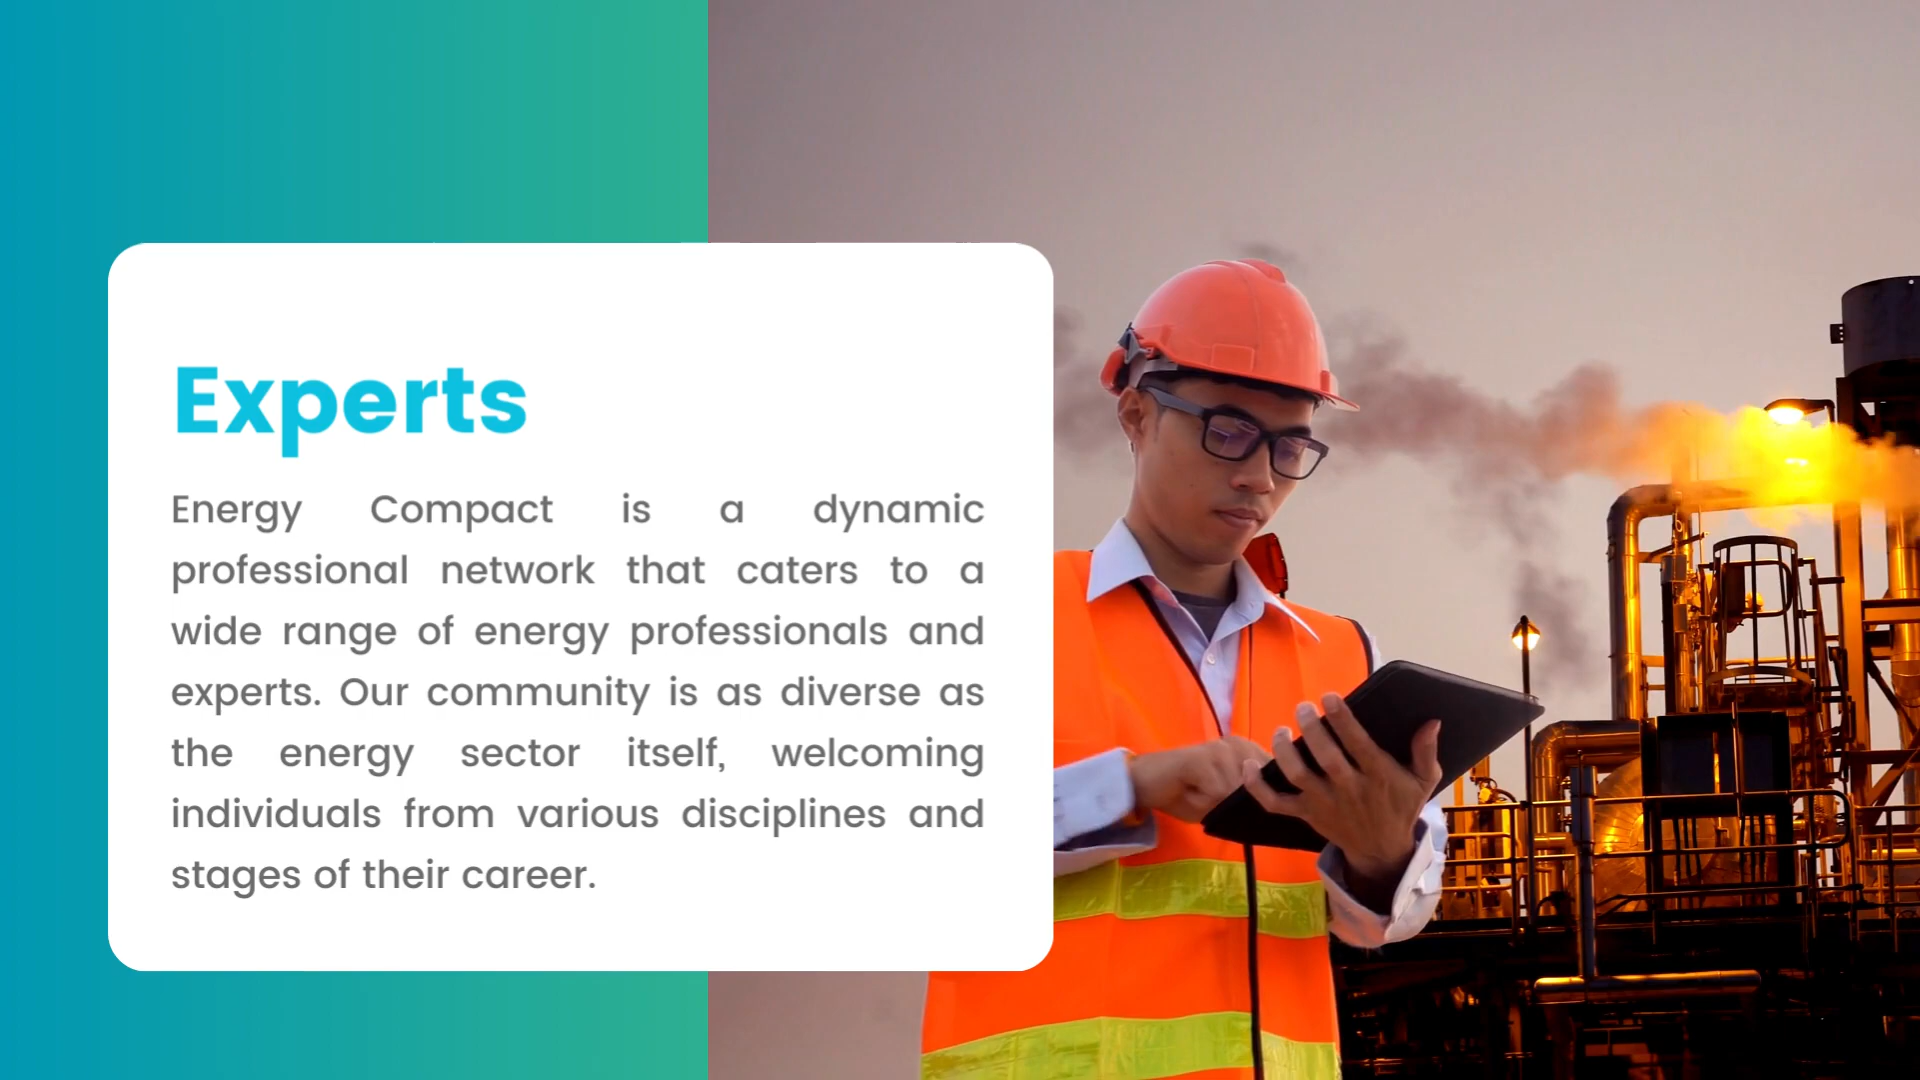 Experts
Energy Compact is a dynamic
professional network that caters to a
wide range of energy professionals and
experts. Our community is as diverse as
the energy sector itself, welcoming
individuals from various disciplines and
stages of their career.